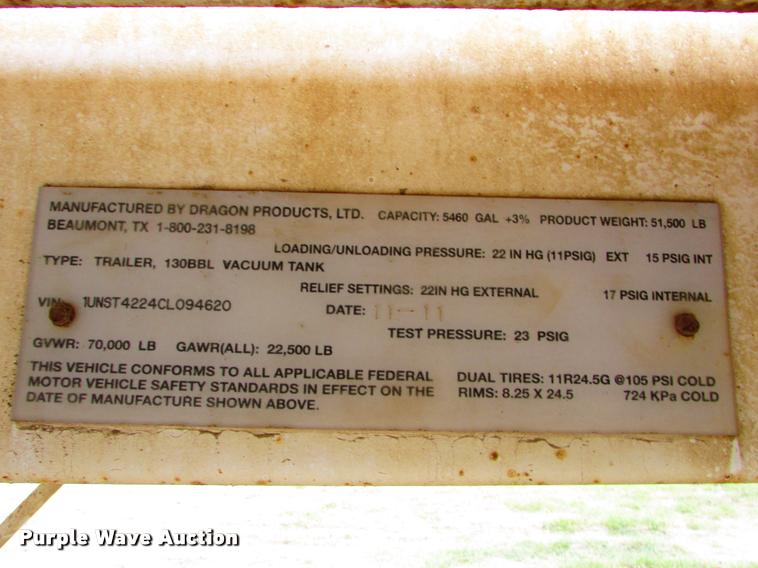 MANUFACTURED BY DRAGON PRODUCTS, LTD. CAPACITY: 5460 GAL +3% PRODUCT WEIGHT: 51,500 LB
BEAUMONT, TX 1-800-231-8198
LOADING/UNLOADING PRESSURE: 22 IN HG (11PSIG) EXT 15 PSIG INT
TYPE: TRAILER, 130BBL VACUUM TANK
RELIEF SETTINGS: 22IN HG EXTERNAL 17 PSIG INTERNAL
VIN: 1UNST4224CL094620 DATE: 11-11
TEST PRESSURE: 23 PSIG
GVWR: 70,000 LB GAWR(ALL): 22,500 LB
THIS VEHICLE CONFORMS TO ALL APPLICABLE FEDERAL
MOTOR VEHICLE SAFETY STANDARDS IN EFFECT ON THE
DATE OF MANUFACTURE SHOWN ABOVE.
DUAL TIRES: 11R24.5G @105 PSI COLD
RIMS: 8.25 X 24.5 724 KPa COLD
Purple Wave Auction